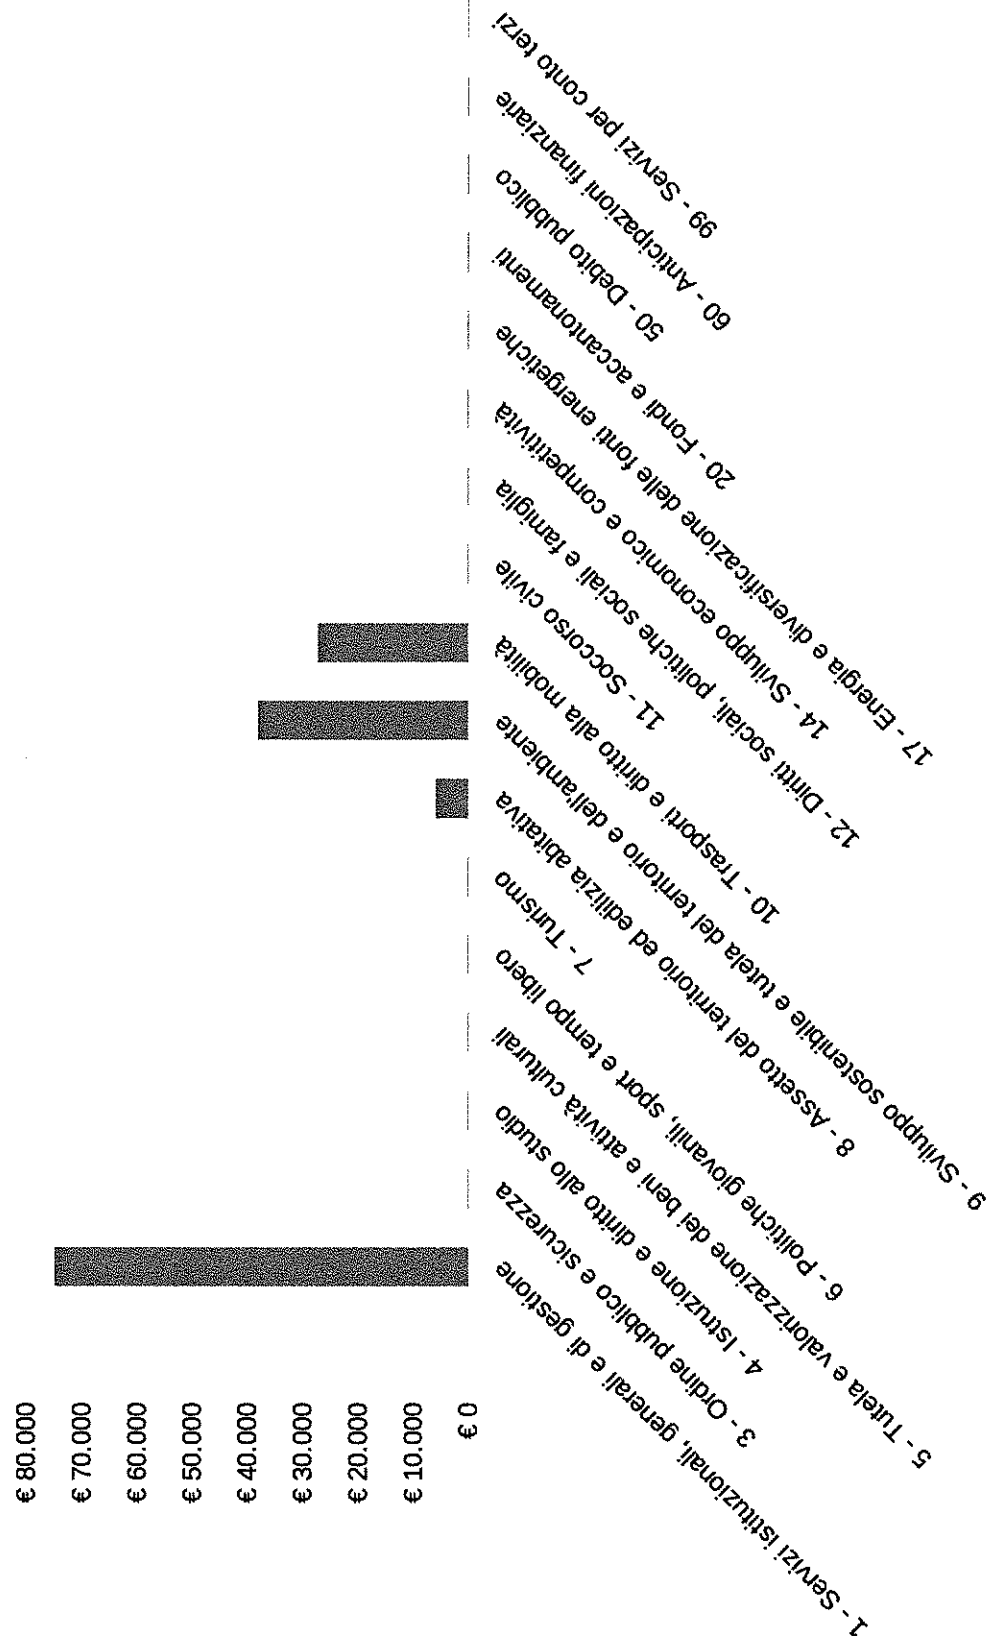 € 80.000
€ 70.000
€ 60.000
€ 50.000
€ 40.000
€ 30.000
€ 20.000
€ 10.000
€ 0
1 - Servizi istituzionali, generali e di gestione
3 - Ordine pubblico e sicurezza
4 - Istruzione e diritto allo studio
5 - Tutela e valorizzazione dei beni e attività culturali
6 - Politiche giovanili, sport e tempo libero
7 - Turismo
8 - Assetto del territorio ed edilizia abitativa
9 - Sviluppo sostenibile e tutela del territorio e dell'ambiente
10 - Trasporti e diritto alla mobilità
11 - Soccorso civile
12 - Diritti sociali, politiche sociali e famiglia
14 - Sviluppo economico e competitività
17 - Energia e diversificazione delle fonti energetiche
20 - Fondi e accantonamenti
50 - Debito pubblico
60 - Anticipazioni finanziarie
99 - Servizi per conto terzi